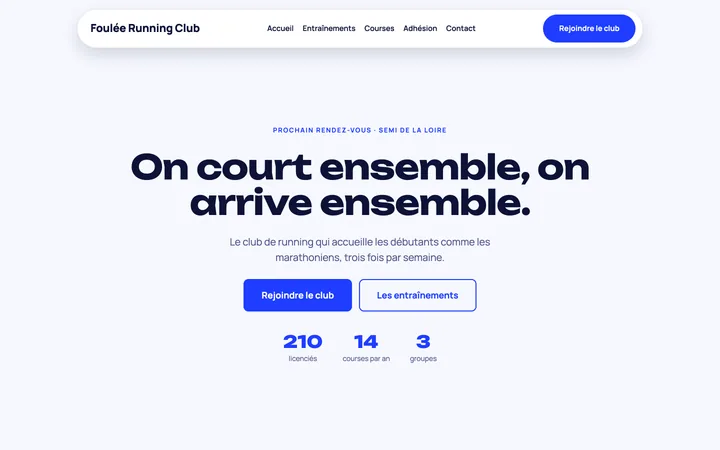 Foulée Running Club
Accueil
Entraînements
Courses
Adhésion
Contact
Rejoindre le club
PROCHAIN RENDEZ-VOUS · SEMI DE LA LOIRE
On court ensemble, on
arrive ensemble.
Le club de running qui accueille les débutants comme les
marathoniens, trois fois par semaine.
Rejoindre le club
Les entraînements
210
licenciés
14
courses par an
3
groupes